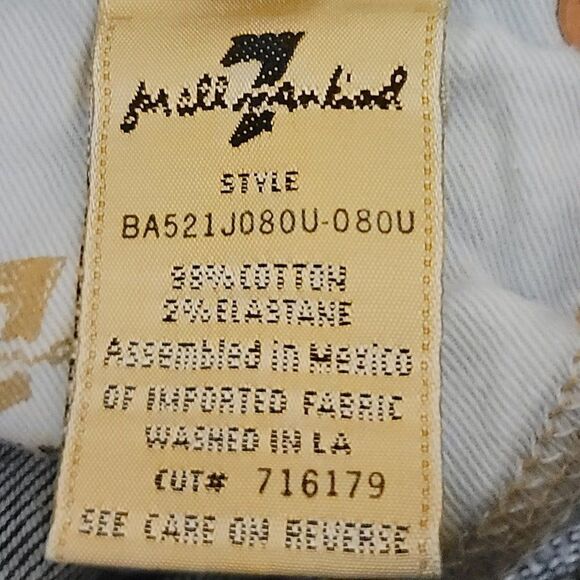 7
for all mankind
STYLE
BA521J080U-080U
98% COTTON
2% ELASTANE
Assembled in Mexico
OF IMPORTED FABRIC
WASHED IN LA
CUT# 716179
SEE CARE ON REVERSE